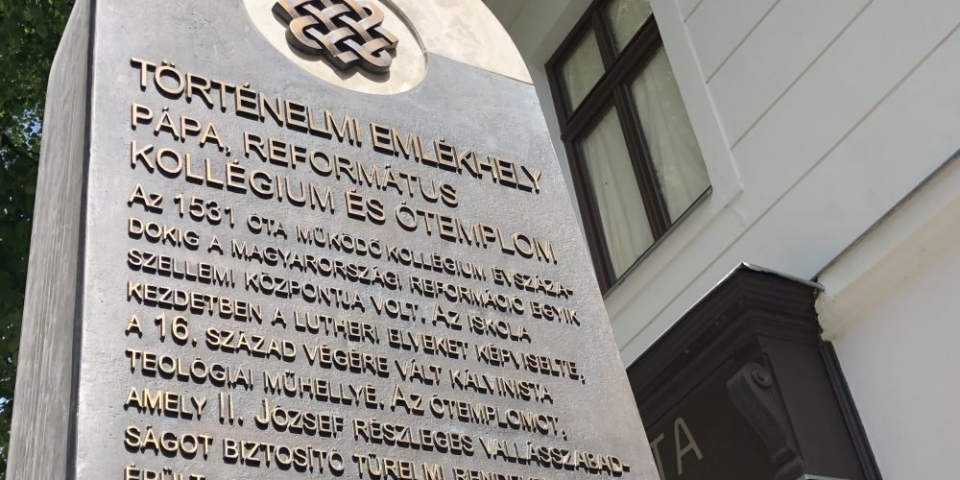 TÖRTÉNELMI EMLÉKHELY
PÁPA, REFORMÁTUS
KOLLÉGIUM ÉS ÓTEMPLOM
AZ 1531 ÓTA MŰKÖDŐ KOLLÉGIUM ÉVSZÁZA-
DOKIG A MAGYARORSZÁGI REFORMÁCIÓ EGYIK
SZELLEMI KÖZPONTJA VOLT. AZ ISKOLA
KEZDETBEN A LUTHERI ELVEKET KÉPVISELTE,
A 16. SZÁZAD VÉGÉRE VÁLT KÁLVINISTA
TEOLÓGIAI MŰHELLYÉ. AZ ÓTEMPLOMOT,
AMELY II. JÓZSEF RÉSZLEGES VALLÁSSZABAD-
SÁGOT BIZTOSÍTÓ TÜRELMI
ÉPÜLT
TA